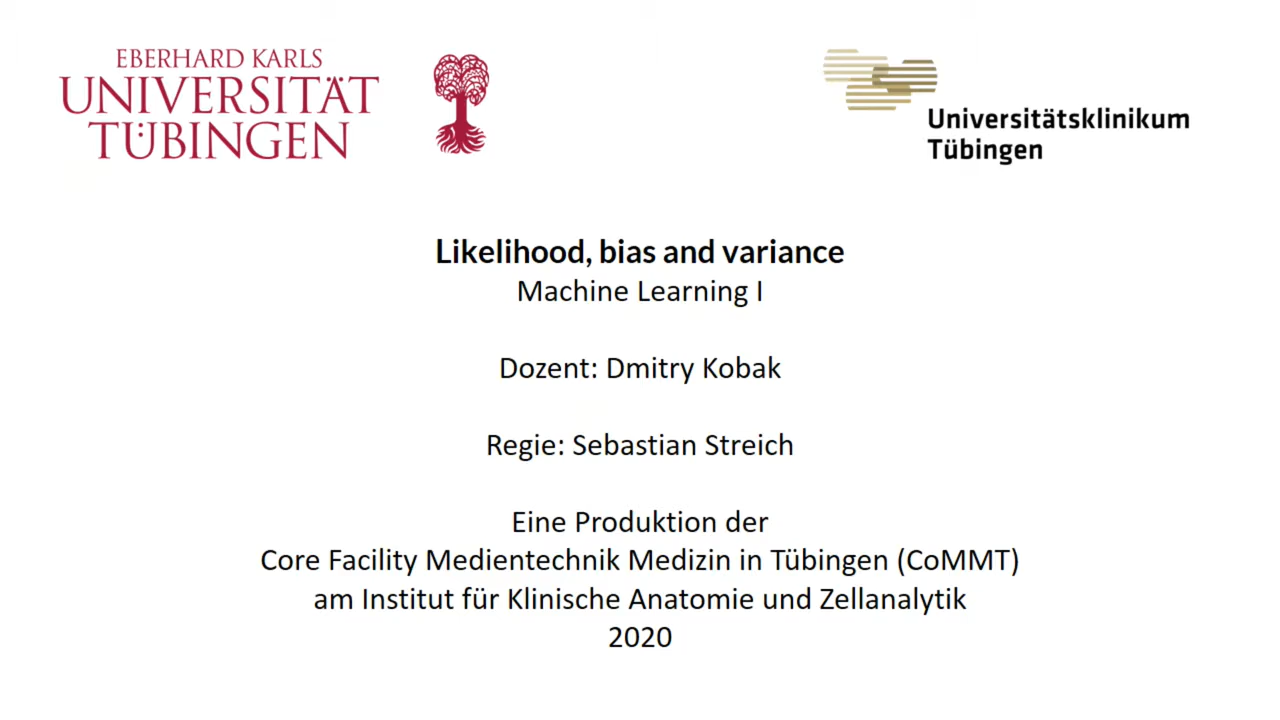 EBERHARD KARLS
UNIVERSITÄT
TÜBINGEN
Universitätsklinikum
Tübingen
Likelihood, bias and variance
Machine Learning I
Dozent: Dmitry Kobak
Regie: Sebastian Streich
Eine Produktion der
Core Facility Medientechnik Medizin in Tübingen (CoMMT)
am Institut für Klinische Anatomie und Zellanalytik
2020